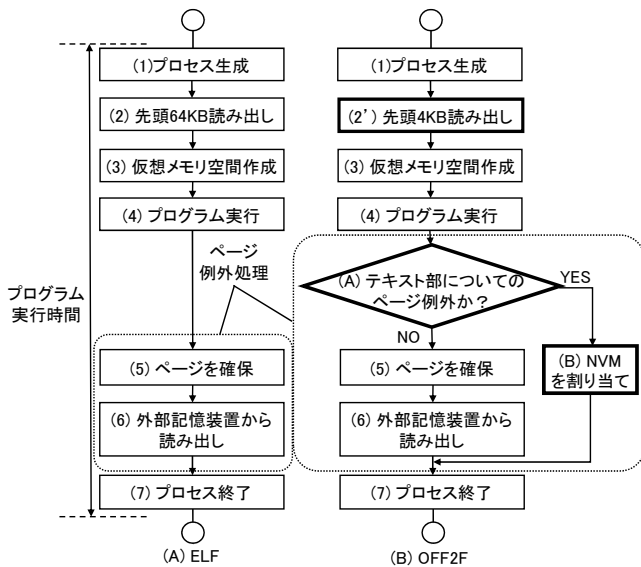 プログラム
実行時間
(1)プロセス生成
(2) 先頭64KB読み出し
(3) 仮想メモリ空間作成
(4) プログラム実行
ページ
例外処理
(5) ページを確保
(6) 外部記憶装置から
読み出し
(7) プロセス終了
(A) ELF
(1)プロセス生成
(2') 先頭4KB読み出し
(3) 仮想メモリ空間作成
(4) プログラム実行
(A) テキスト部についての
ページ例外か？
YES
NO
(B) NVM
を割り当て
(5) ページを確保
(6) 外部記憶装置から
読み出し
(7) プロセス終了
(B) OFF2F